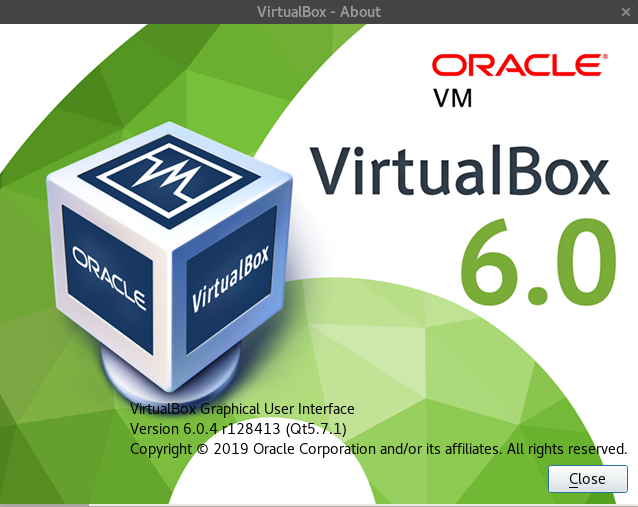 VirtualBox - About
ORACLE®
VM
VirtualBox
6.0
VM
ORACLE
VirtualBox
VirtualBox Graphical User Interface
Version 6.0.4 r128413 (Qt5.7.1)
Copyright © 2019 Oracle Corporation and/or its affiliates. All rights reserved.
Close